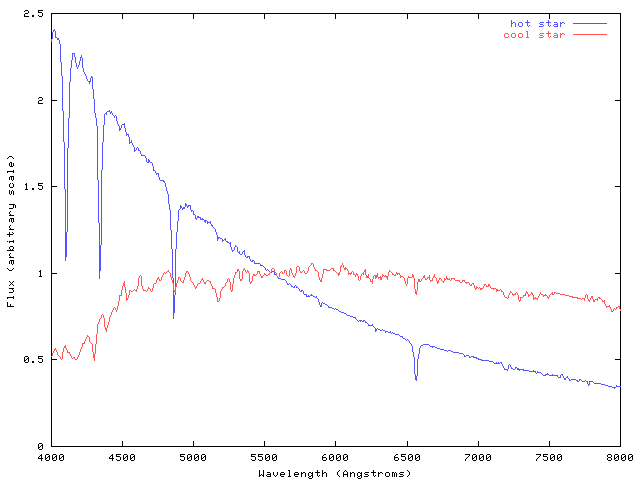 2.5
hot star
cool star
2
1.5
1
0.5
0
4000 4500 5000 5500 6000 6500 7000 7500 8000
Wavelength (Angstroms)
Flux (arbitrary scale)